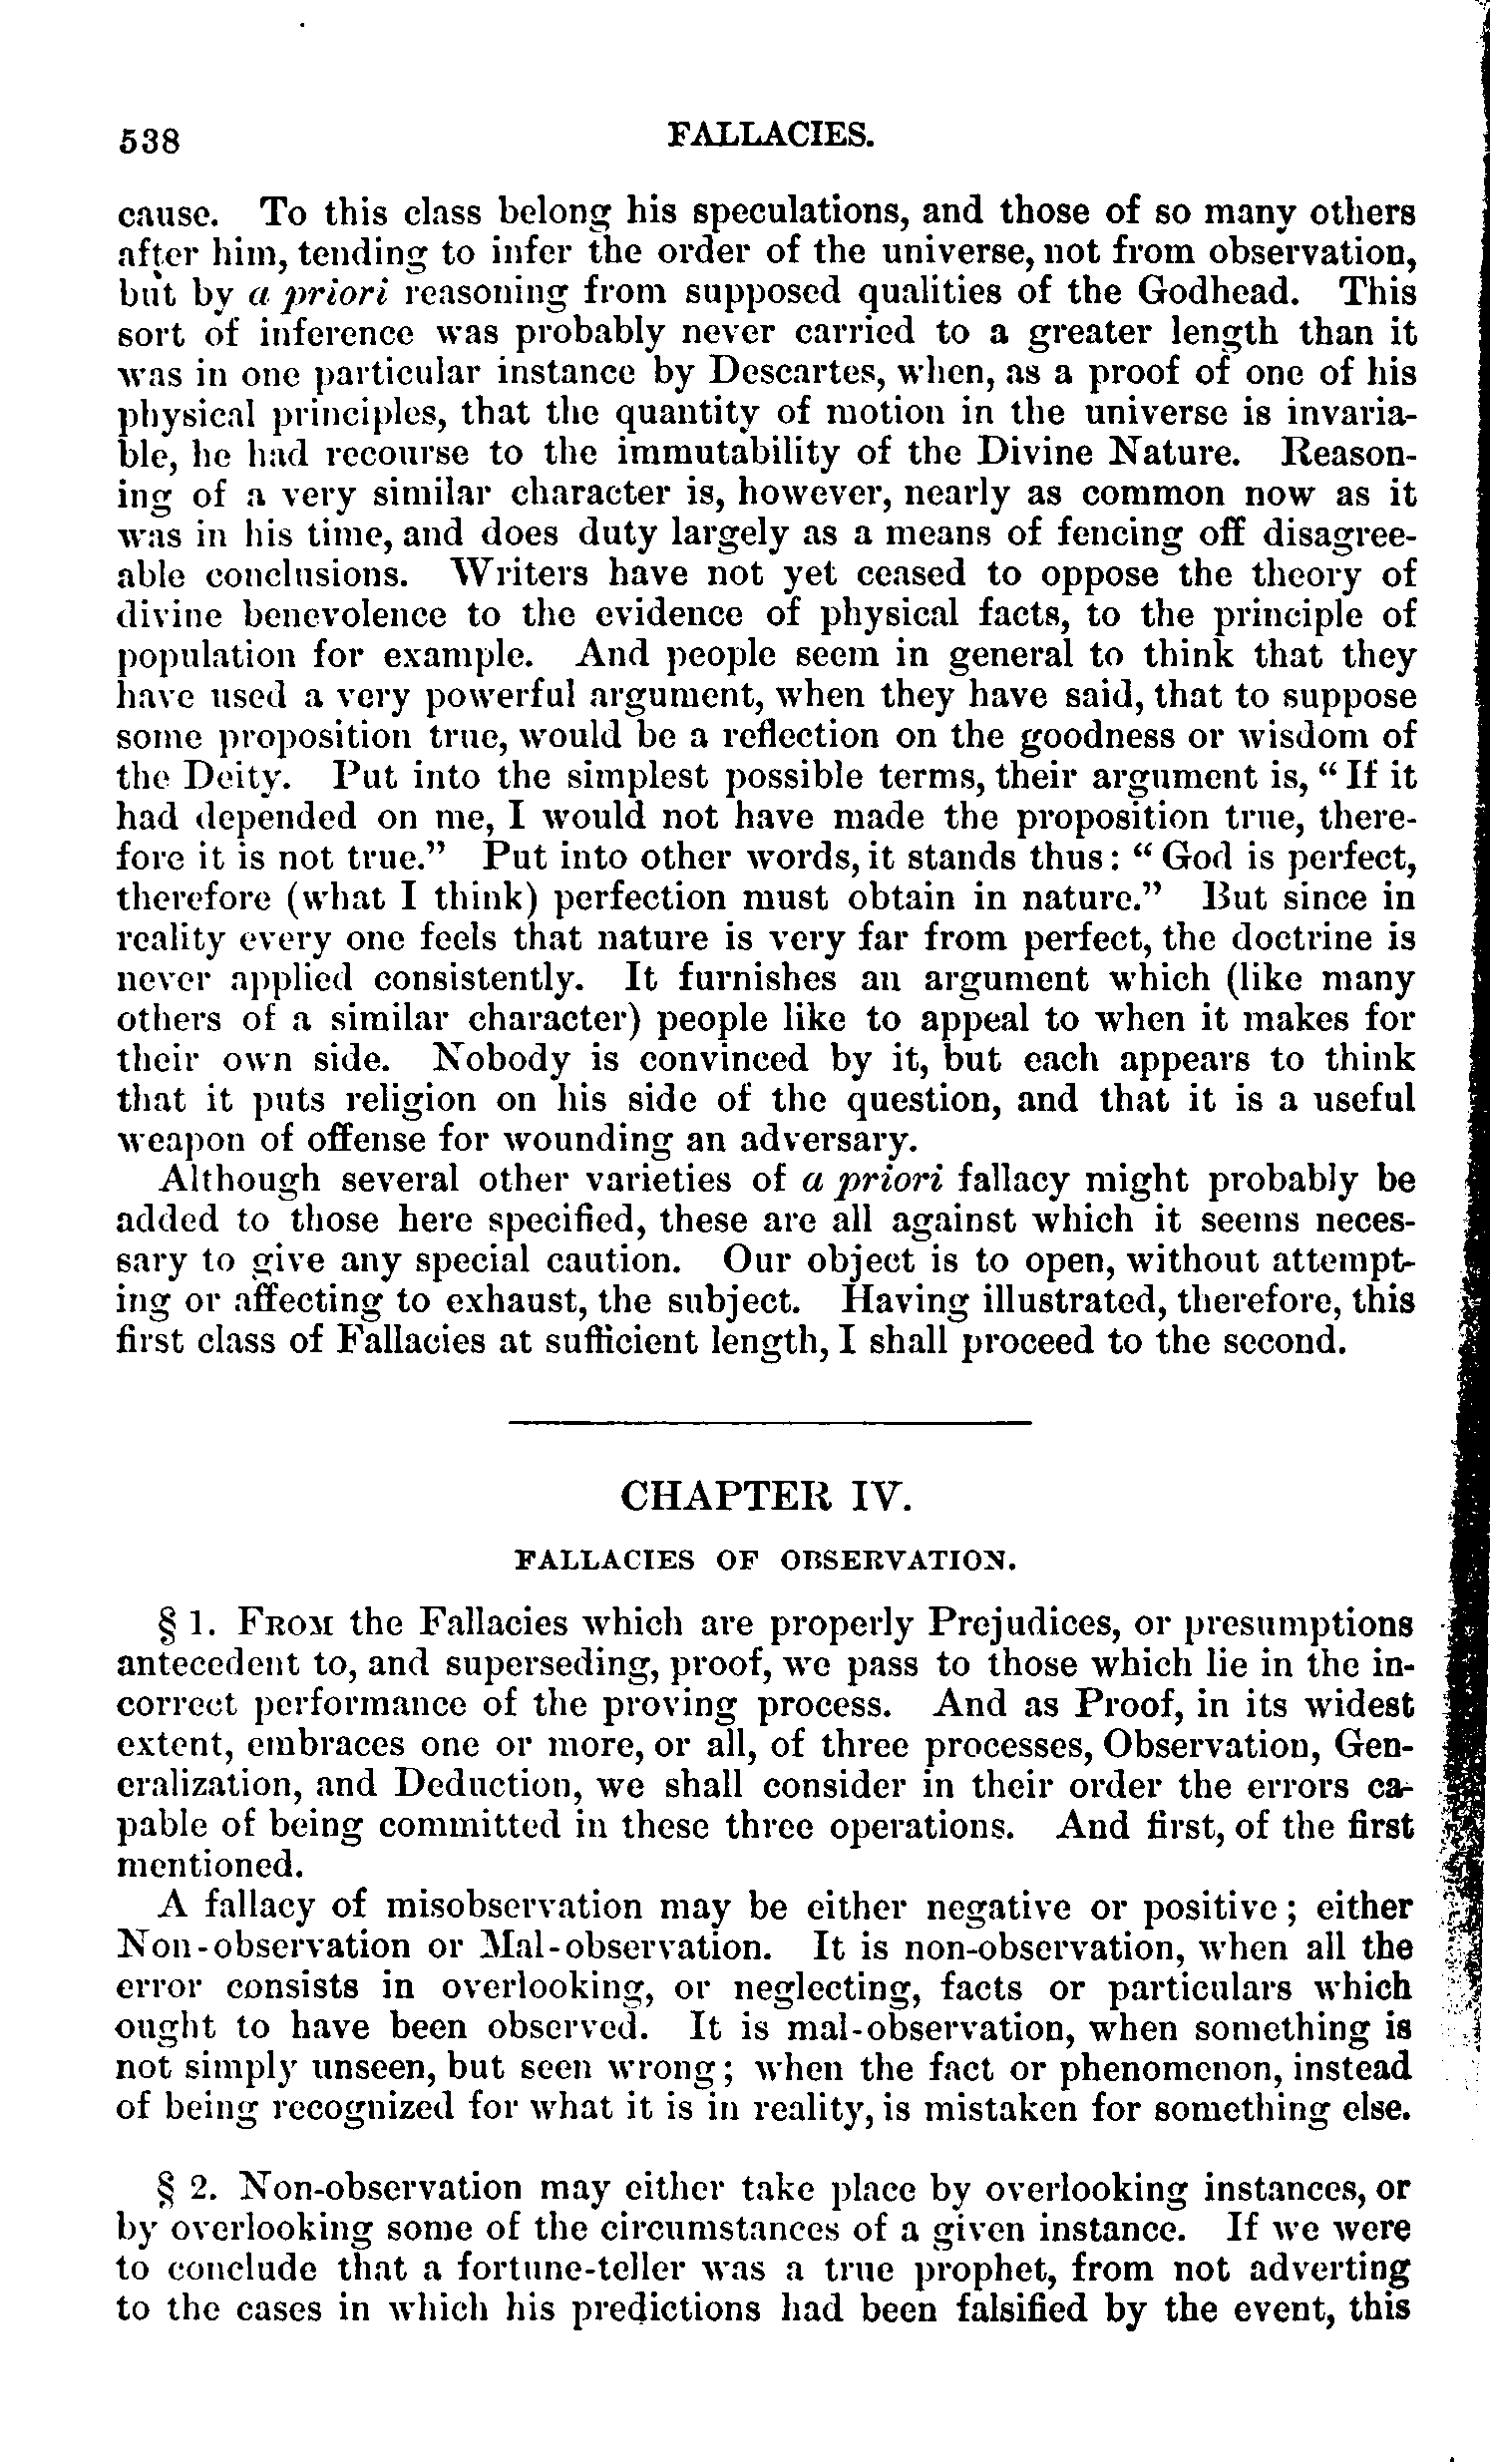 538
FALLACIES.
cause. To this class belong his speculations, and those of so many others
after him, tending to infer the order of the universe, not from observation,
but by a priori reasoning from supposed qualities of the Godhead. This
sort of inference was probably never carried to a greater length than it
was in one particular instance by Descartes, when, as a proof of one of his
physical principles, that the quantity of motion in the universe is invaria-
ble, he had recourse to the immutability of the Divine Nature. Reason-
ing of a very similar character is, however, nearly as common now as it
was in his time, and does duty largely as a means of fencing off disagree-
able conclusions. Writers have not yet ceased to oppose the theory of
divine benevolence to the evidence of physical facts, to the principle of
population for example. And people seem in general to think that they
have used a very powerful argument, when they have said, that to suppose
some proposition true, would be a reflection on the goodness or wisdom of
the Deity. Put into the simplest possible terms, their argument is, "If it
had depended on me, I would not have made the proposition true, there-
fore it is not true." Put into other words, it stands thus: "God is perfect,
therefore (what I think) perfection must obtain in nature." But since in
reality every one feels that nature is very far from perfect, the doctrine is
never applied consistently. It furnishes an argument which (like many
others of a similar character) people like to appeal to when it makes for
their own side. Nobody is convinced by it, but each appears to think
that it puts religion on his side of the question, and that it is a useful
weapon of offense for wounding an adversary.
Although several other varieties of a priori fallacy might probably be
added to those here specified, these are all against which it seems neces-
sary to give any special caution. Our object is to open, without attempt-
ing or affecting to exhaust, the subject. Having illustrated, therefore, this
first class of Fallacies at sufficient length, I shall proceed to the second.
CHAPTER IV.
FALLACIES OF OBSERVATION.
§ 1. FROM the Fallacies which are properly Prejudices, or presumptions
antecedent to, and superseding, proof, we pass to those which lie in the in-
correct performance of the proving process. And as Proof, in its widest
extent, embraces one or more, or all, of three processes, Observation, Gen-
eralization, and Deduction, we shall consider in their order the errors ca-
pable of being committed in these three operations. And first, of the first
mentioned.
A fallacy of misobservation may be either negative or positive; either
Non-observation or Mal-observation. It is non-observation, when all the
error consists in overlooking, or neglecting, facts or particulars which
ought to have been observed. It is mal-observation, when something is
not simply unseen, but seen wrong; when the fact or phenomenon, instead
of being recognized for what it is in reality, is mistaken for something else.
§ 2. Non-observation may either take place by overlooking instances, or
by overlooking some of the circumstances of a given instance. If we were
to conclude that a fortune-teller was a true prophet, from not adverting
to the cases in which his predictions had been falsified by the event, this